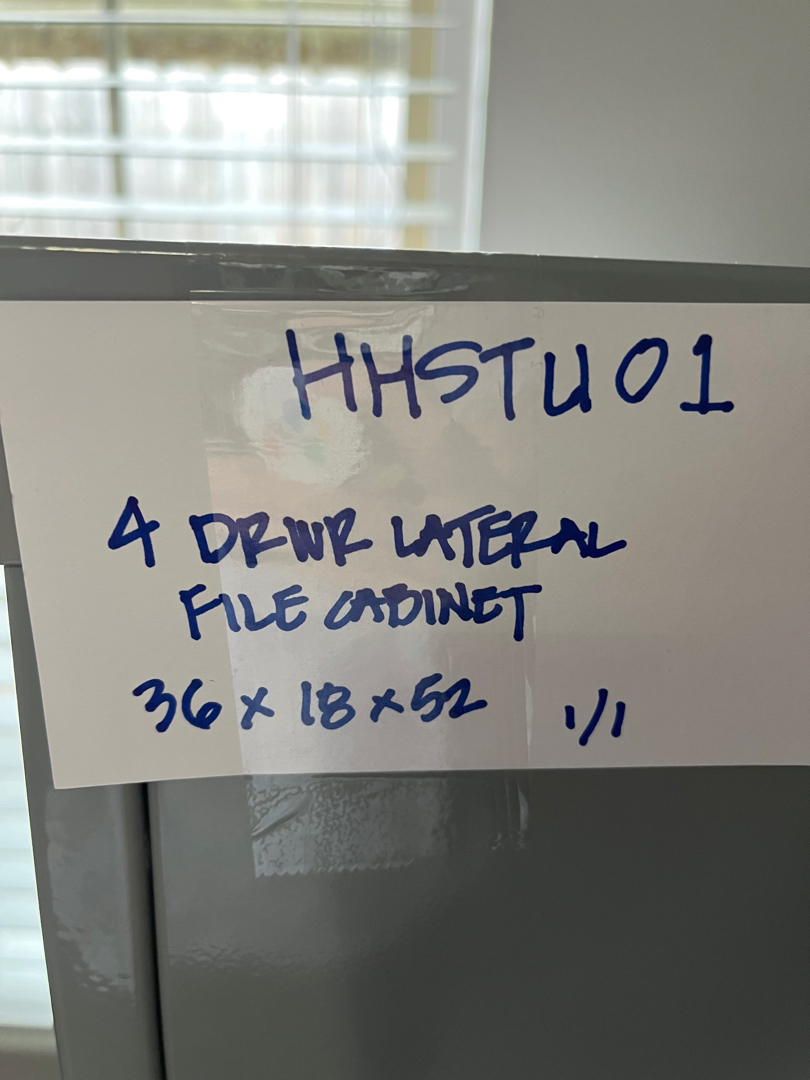 HHSTU01
4 DRWR LATERAL
FILE CABINET
36 x 18 x 52 1/1